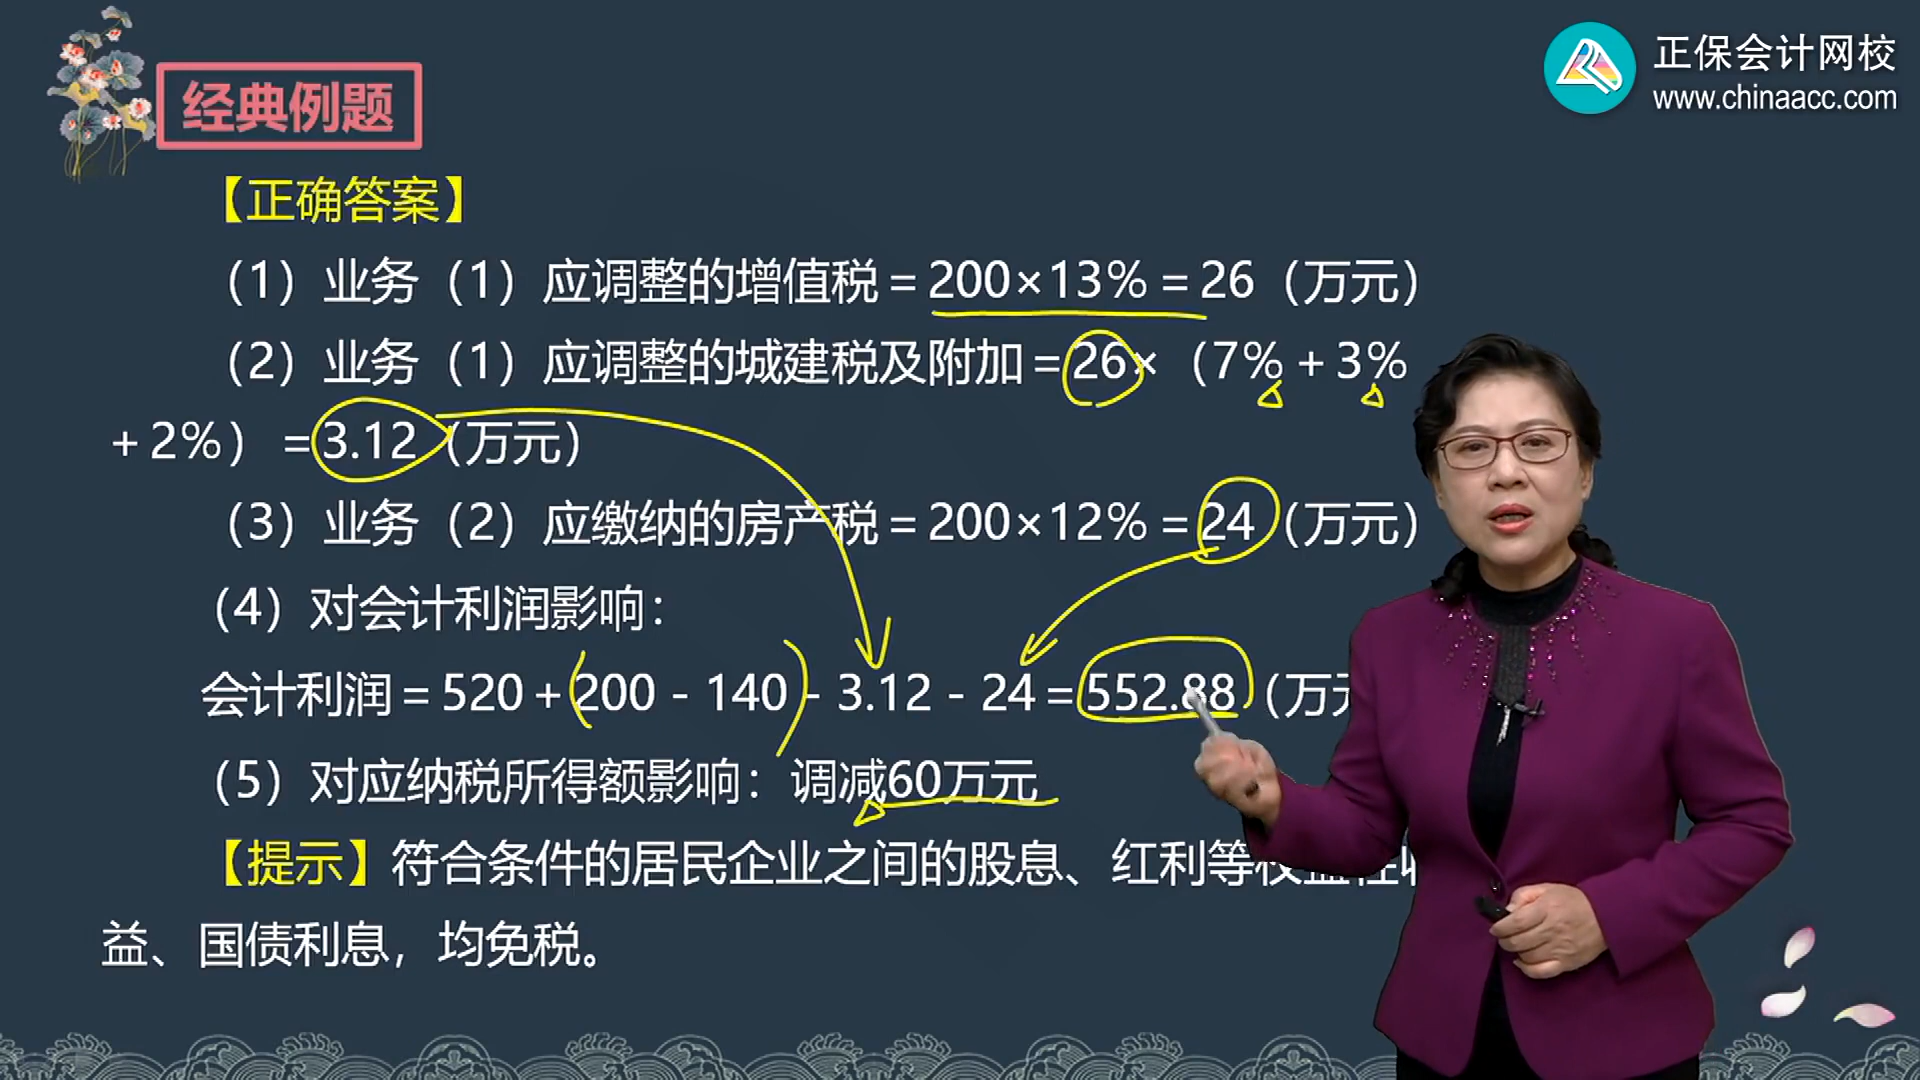 正保会计网校
www.chinaacc.com
经典例题
【正确答案】
（1）业务（1）应调整的增值税＝200×13%＝26（万元）
（2）业务（1）应调整的城建税及附加＝26×（7%＋3%
＋2%）＝3.12（万元）
（3）业务（2）应缴纳的房产税＝200×12%＝24（万元）
（4）对会计利润影响：
会计利润＝520＋200－140－3.12－24＝552.88（万元
（5）对应纳税所得额影响：调减60万元
【提示】符合条件的居民企业之间的股息、红利等权益性收
益、国债利息，均免税。